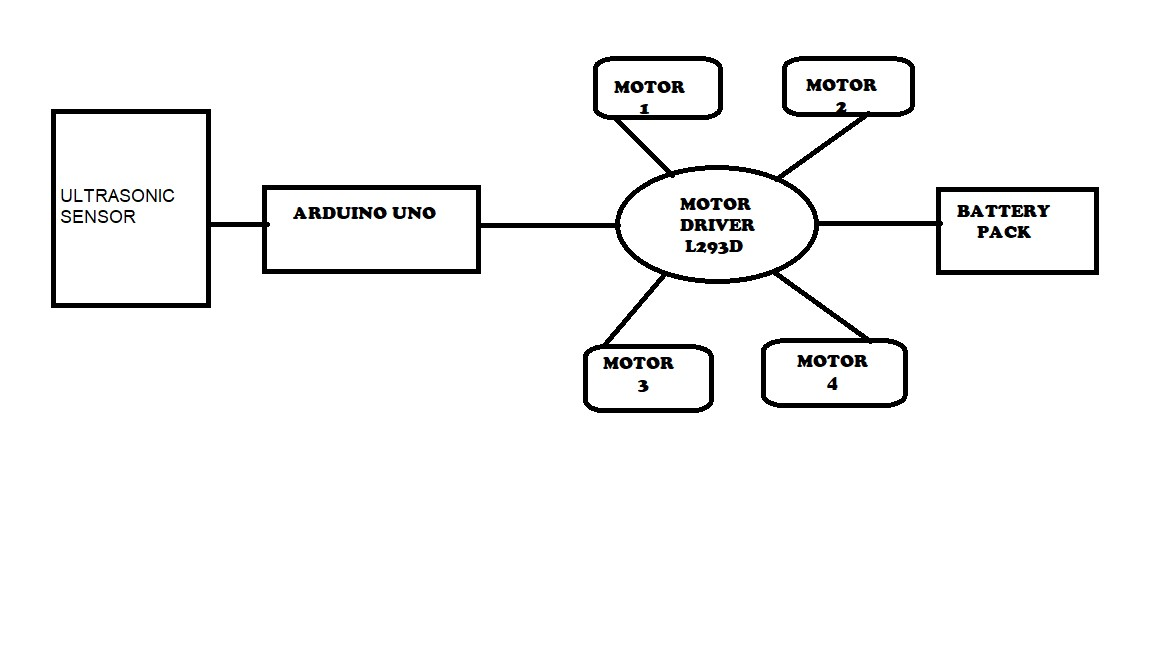 MOTOR
1
MOTOR
2
ULTRASONIC
SENSOR
ARDUINO UNO
MOTOR
DRIVER
L293D
BATTERY
PACK
MOTOR
3
MOTOR
4